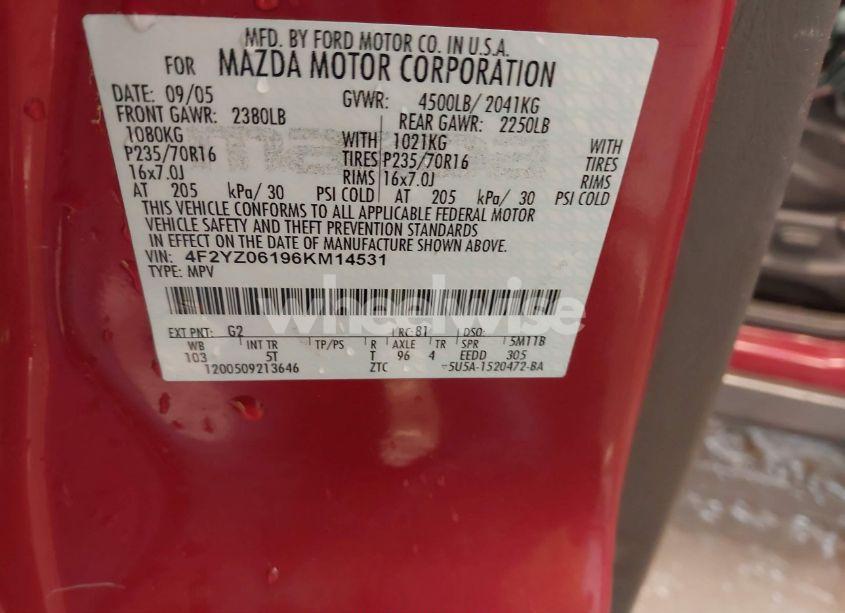 MFD. BY FORD MOTOR CO. IN U.S.A.
FOR MAZDA MOTOR CORPORATION
DATE: 09/05 GVWR: 4500LB/ 2041KG
FRONT GAWR: 2380LB REAR GAWR: 2250LB
1080KG WITH 1021KG WITH
P235/70R16 TIRES P235/70R16 TIRES
16x7.0J RIMS 16x7.0J RIMS
AT 205 kPa/ 30 PSI COLD AT 205 kPa/ 30 PSI COLD
THIS VEHICLE CONFORMS TO ALL APPLICABLE FEDERAL MOTOR
VEHICLE SAFETY AND THEFT PREVENTION STANDARDS
IN EFFECT ON THE DATE OF MANUFACTURE SHOWN ABOVE.
VIN: 4F2YZ06196KM14531
TYPE: MPV
wheelwise
EXT PNT: G2 RC: 81 DSO:
WB INT TR TP/PS R AXLE TR SPR 5M11B
103 5T T 96 4 EEDD 305
1200509213646 ZTC 5U5A-1520472-BA